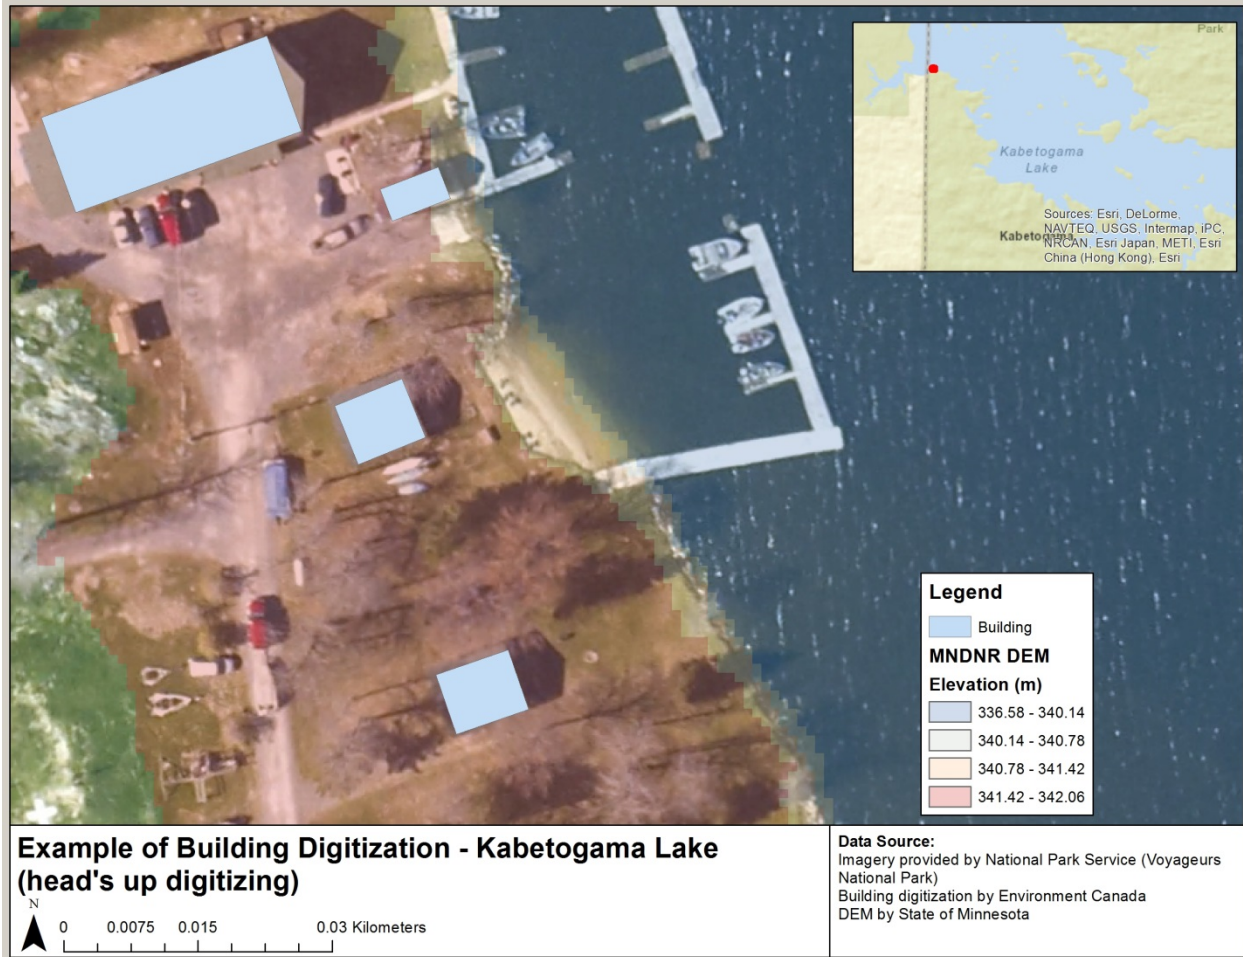 Park
Kabetogama
Lake
Kabetogama
Sources: Esri, DeLorme,
NAVTEQ, USGS, Intermap, iPC,
NRCAN, Esri Japan, METI, Esri
China (Hong Kong), Esri
Legend
Building
MNDNR DEM
Elevation (m)
336.58 - 340.14
340.14 - 340.78
340.78 - 341.42
341.42 - 342.06
Example of Building Digitization - Kabetogama Lake
(head's up digitizing)
N
0 0.0075 0.015 0.03 Kilometers
Data Source:
Imagery provided by National Park Service (Voyageurs
National Park)
Building digitization by Environment Canada
DEM by State of Minnesota